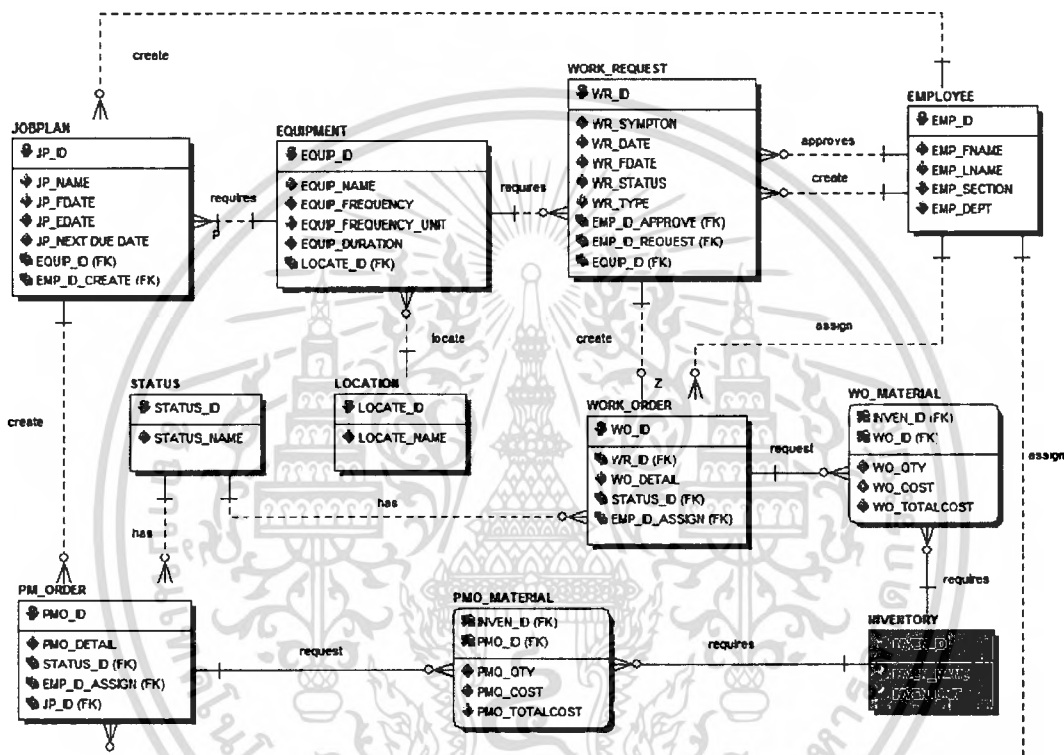 create
WORK_REQUEST
WR_ID
WR_SYMPTON
WR_DATE
WR_FDATE
WR_STATUS
WR_TYPE
EMP_ID_APPROVE (FK)
EMP_ID_REQUEST (FK)
EQUIP_ID (FK)
EMPLOYEE
EMP_ID
EMP_FNAME
EMP_LNAME
EMP_SECTION
EMP_DEPT
approves
create
JOBPLAN
JP_ID
JP_NAME
JP_FDATE
JP_EDATE
JP_NEXT DUE DATE
EQUIP_ID (FK)
EMP_ID_CREATE (FK)
requires
P
EQUIPMENT
EQUIP_ID
EQUIP_NAME
EQUIP_FREQUENCY
EQUIP_FREQUENCY_UNIT
EQUIP_DURATION
LOCATE_ID (FK)
requires
create
assign
locate
STATUS
STATUS_ID
STATUS_NAME
LOCATION
LOCATE_ID
LOCATE_NAME
create
Z
WORK_ORDER
WO_ID
WR_ID (FK)
WO_DETAIL
STATUS_ID (FK)
EMP_ID_ASSIGN (FK)
request
WO_MATERIAL
INVEN_ID (FK)
WO_ID (FK)
WO_QTY
WO_COST
WO_TOTALCOST
assign
has
has
requires
PM_ORDER
PMO_ID
PMO_DETAIL
STATUS_ID (FK)
EMP_ID_ASSIGN (FK)
JP_ID (FK)
request
PMO_MATERIAL
INVEN_ID (FK)
PMO_ID (FK)
PMO_QTY
PMO_COST
PMO_TOTALCOST
requires
INVENTORY
INVEN_ID